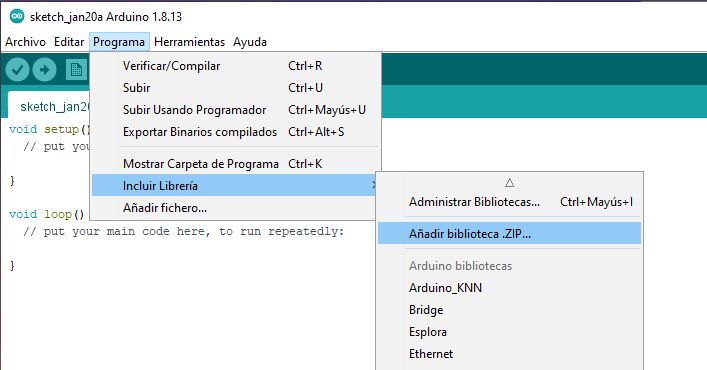 sketch_jan20a Arduino 1.8.13
Archivo Editar Programa Herramientas Ayuda
Verificar/Compilar Ctrl+R
Subir Ctrl+U
Subir Usando Programador Ctrl+Mayús+U
Exportar Binarios compilados Ctrl+Alt+S
Mostrar Carpeta de Programa Ctrl+K
Incluir Librería
Añadir fichero...
Administrar Bibliotecas... Ctrl+Mayús+I
Añadir biblioteca .ZIP...
Arduino bibliotecas
Arduino_KNN
Bridge
Esplora
Ethernet
sketch_jan20
void setup()
// put you
}
void loop()
// put your main code here, to run repeatedly:
}